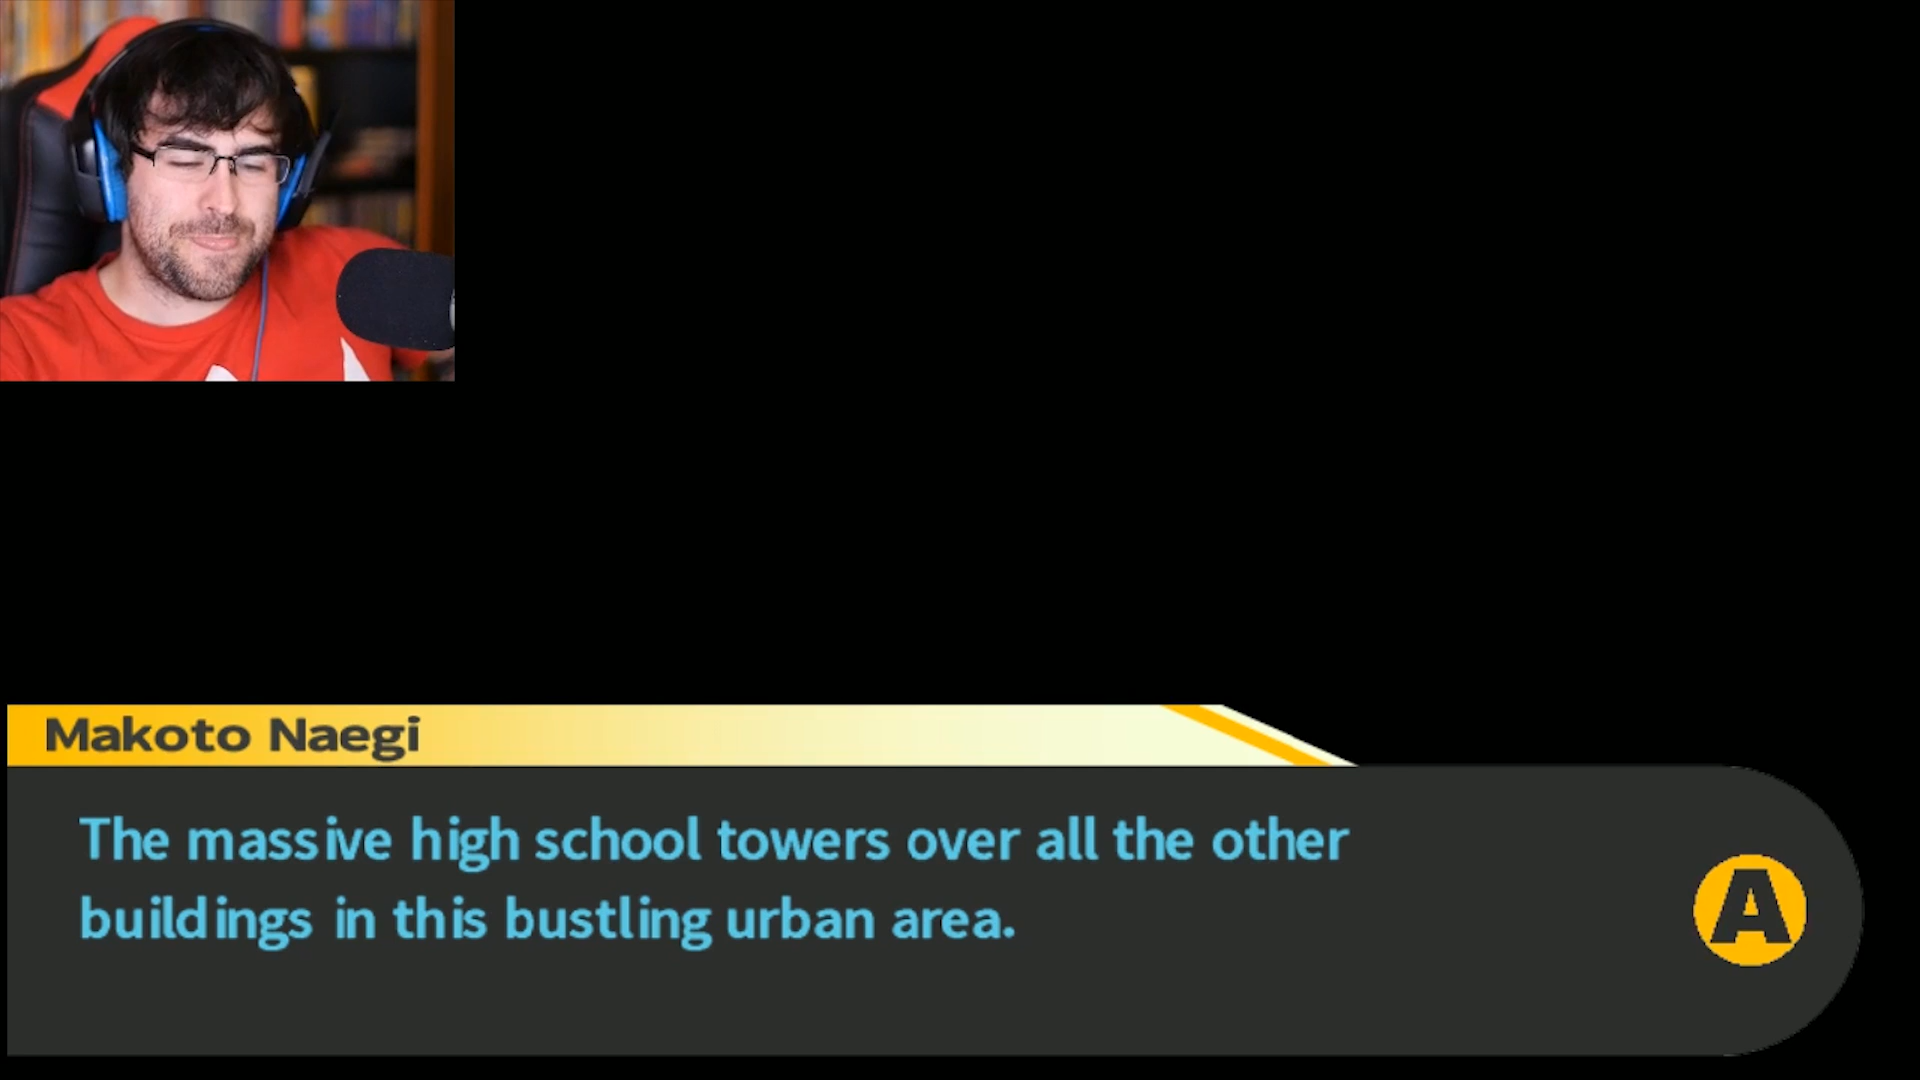 Makoto Naegi
The massive high school towers over all the other
buildings in this bustling urban area.
A